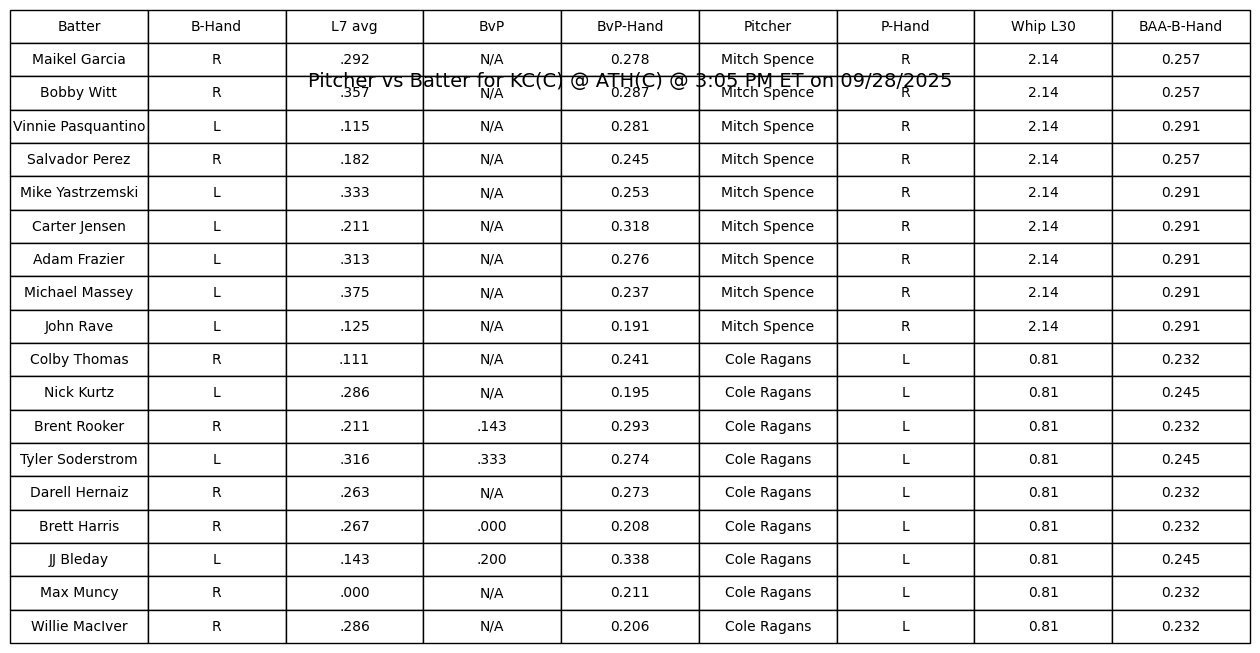 Batter B-Hand L7 avg BvP BvP-Hand Pitcher P-Hand Whip L30 BAA-B-Hand
Maikel Garcia R .292 N/A 0.278 Mitch Spence R 2.14 0.257
Pitcher vs Batter for KC(C) @ ATH(C) @ 3:05 PM ET on 09/28/2025
Bobby Witt R .357 N/A 0.287 Mitch Spence R 2.14 0.257
Vinnie Pasquantino L .115 N/A 0.281 Mitch Spence R 2.14 0.291
Salvador Perez R .182 N/A 0.245 Mitch Spence R 2.14 0.257
Mike Yastrzemski L .333 N/A 0.253 Mitch Spence R 2.14 0.291
Carter Jensen L .211 N/A 0.318 Mitch Spence R 2.14 0.291
Adam Frazier L .313 N/A 0.276 Mitch Spence R 2.14 0.291
Michael Massey L .375 N/A 0.237 Mitch Spence R 2.14 0.291
John Rave L .125 N/A 0.191 Mitch Spence R 2.14 0.291
Colby Thomas R .111 N/A 0.241 Cole Ragans L 0.81 0.232
Nick Kurtz L .286 N/A 0.195 Cole Ragans L 0.81 0.245
Brent Rooker R .211 .143 0.293 Cole Ragans L 0.81 0.232
Tyler Soderstrom L .316 .333 0.274 Cole Ragans L 0.81 0.245
Darell Hernaiz R .263 N/A 0.273 Cole Ragans L 0.81 0.232
Brett Harris R .267 .000 0.208 Cole Ragans L 0.81 0.232
JJ Bleday L .143 .200 0.338 Cole Ragans L 0.81 0.245
Max Muncy R .000 N/A 0.211 Cole Ragans L 0.81 0.232
Willie MacIver R .286 N/A 0.206 Cole Ragans L 0.81 0.232